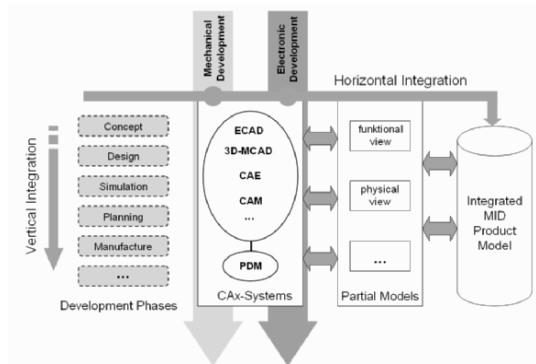 Mechanical
Development
Electronic
Development
Horizontal Integration
Vertical Integration
Concept
Design
Simulation
Planning
Manufacture
...
Development Phases
ECAD
3D-MCAD
CAE
CAM
...
PDM
CAx-Systems
funktional
view
physical
view
...
Partial Models
Integrated
MID
Product
Model